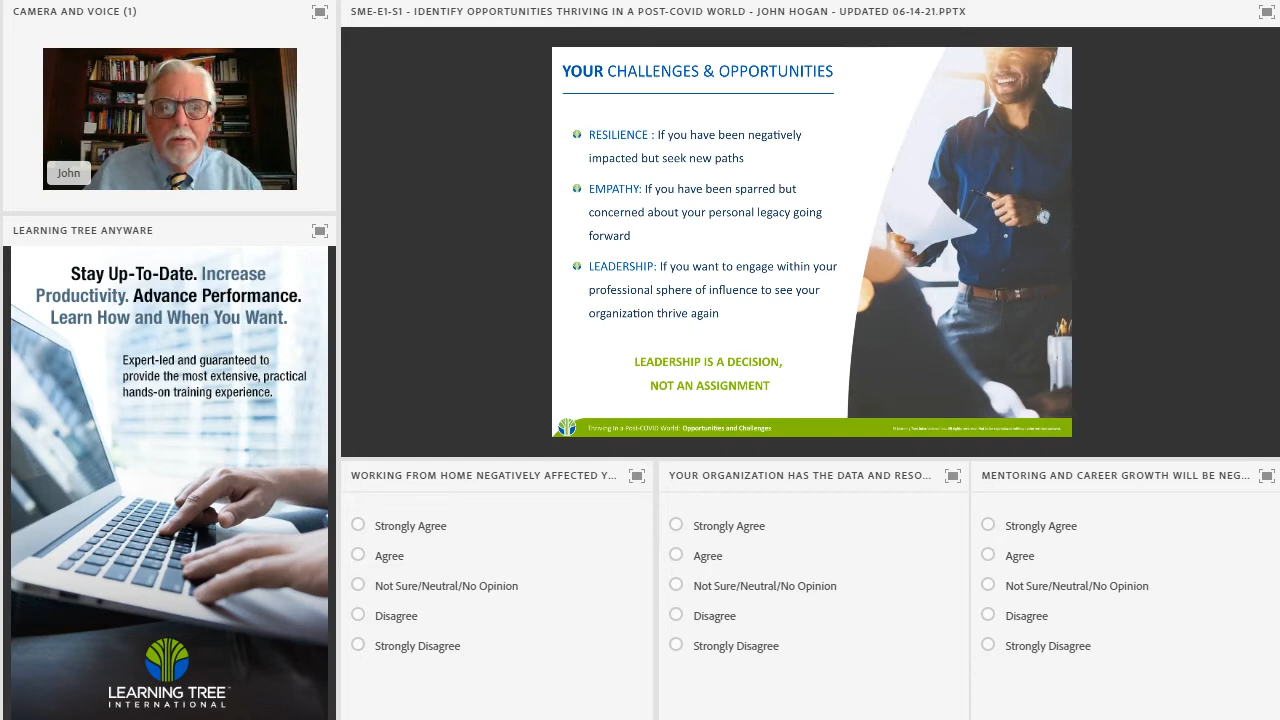 CAMERA AND VOICE (1)
John
LEARNING TREE ANYWARE
Stay Up-To-Date. Increase
Productivity. Advance Performance.
Learn How and When You Want.
Expert-led and guaranteed to
provide the most extensive, practical
hands-on training experience.
LEARNING TREE™
INTERNATIONAL
SME-E1-S1 - IDENTIFY OPPORTUNITIES THRIVING IN A POST-COVID WORLD - JOHN HOGAN - UPDATED 06-14-21.PPTX
YOUR CHALLENGES & OPPORTUNITIES
RESILIENCE : If you have been negatively
impacted but seek new paths
EMPATHY: If you have been sparred but
concerned about your personal legacy going
forward
LEADERSHIP: If you want to engage within your
professional sphere of influence to see your
organization thrive again
LEADERSHIP IS A DECISION,
NOT AN ASSIGNMENT
Thriving In a Post-COVID World: Opportunities and Challenges
WORKING FROM HOME NEGATIVELY AFFECTED Y...
Strongly Agree
Agree
Not Sure/Neutral/No Opinion
Disagree
Strongly Disagree
YOUR ORGANIZATION HAS THE DATA AND RESO...
Strongly Agree
Agree
Not Sure/Neutral/No Opinion
Disagree
Strongly Disagree
MENTORING AND CAREER GROWTH WILL BE NEG...
Strongly Agree
Agree
Not Sure/Neutral/No Opinion
Disagree
Strongly Disagree